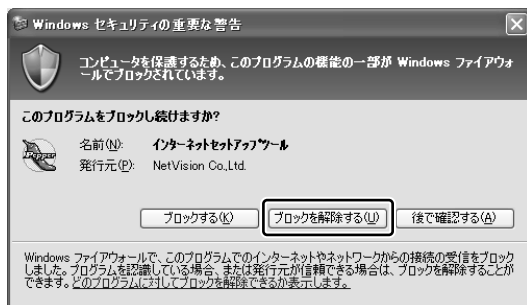 Windows セキュリティの重要な警告
コンピュータを保護するため、このプログラムの機能の一部が Windows ファイアウォ
ールでブロックされています。
このプログラムをブロックし続けますか?
名前(N): インターネットセットアップツール
発行元(P): NetVision Co.,Ltd.
ブロックする(K) ブロックを解除する(U) 後で確認する(A)
Windows ファイアウォールで、このプログラムでのインターネットやネットワークからの接続の受信をブロック
しました。プログラムを認識している場合、または発行元が信頼できる場合は、ブロックを解除することが
できます。どのプログラムに対してブロックを解除できるか表示します。